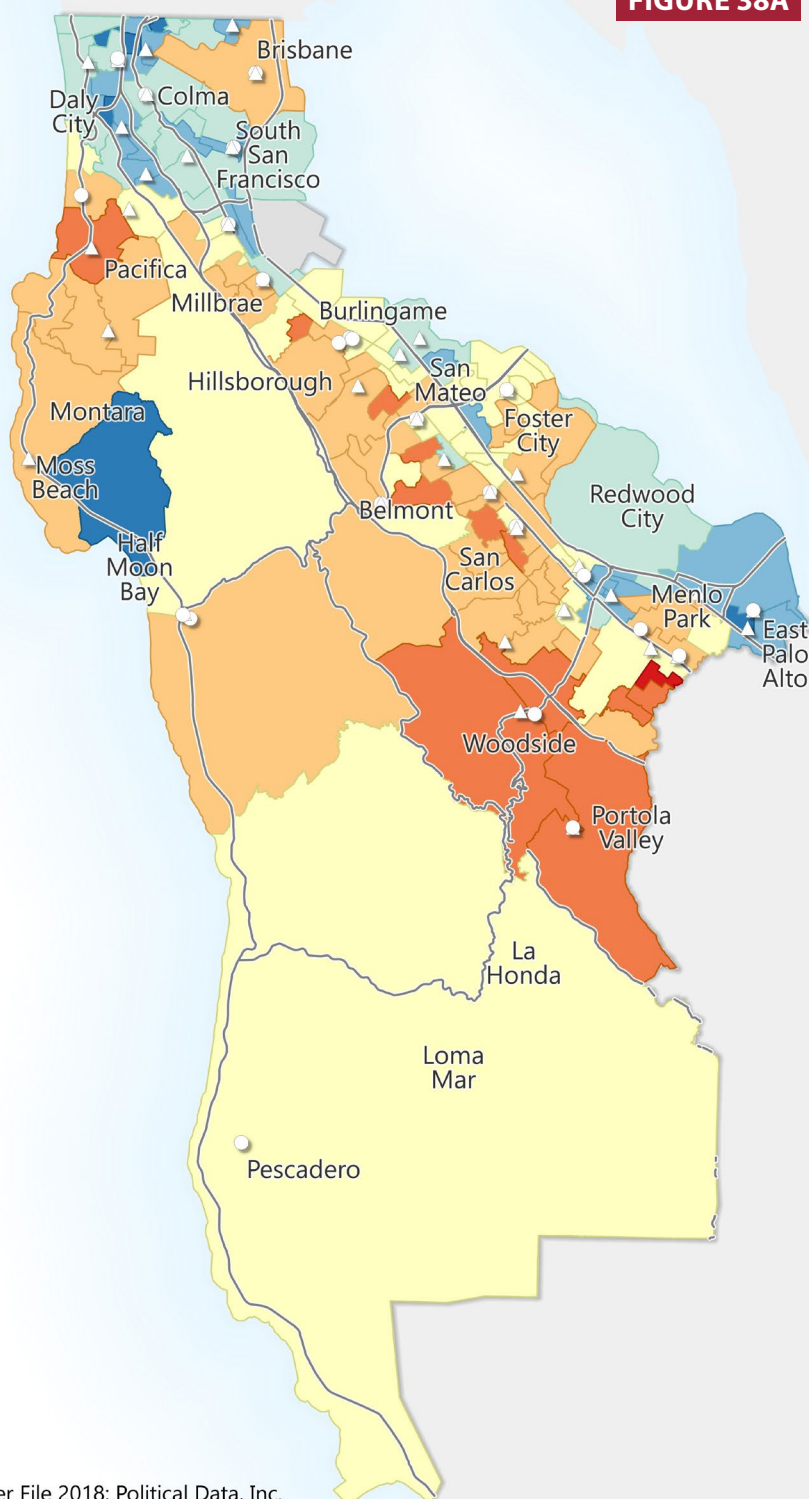 FIGURE 38A
Brisbane
Daly
City
Colma
South
San
Francisco
Pacifica
Millbrae
Burlingame
Hillsborough
San
Mateo
Montara
Foster
City
Moss
Beach
Redwood
City
Belmont
Half
Moon
Bay
San
Carlos
Menlo
Park
East
Palo
Alto
Woodside
Portola
Valley
La
Honda
Loma
Mar
Pescadero
er File 2018; Political Data, Inc.